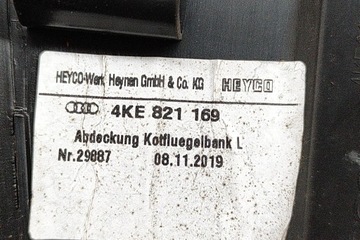 HEYCO-Werk Heynen GmbH & Co. KG HEYCO
4KE 821 169
Abdeckung Kotfluegelbank L
Nr.29887 08.11.2019